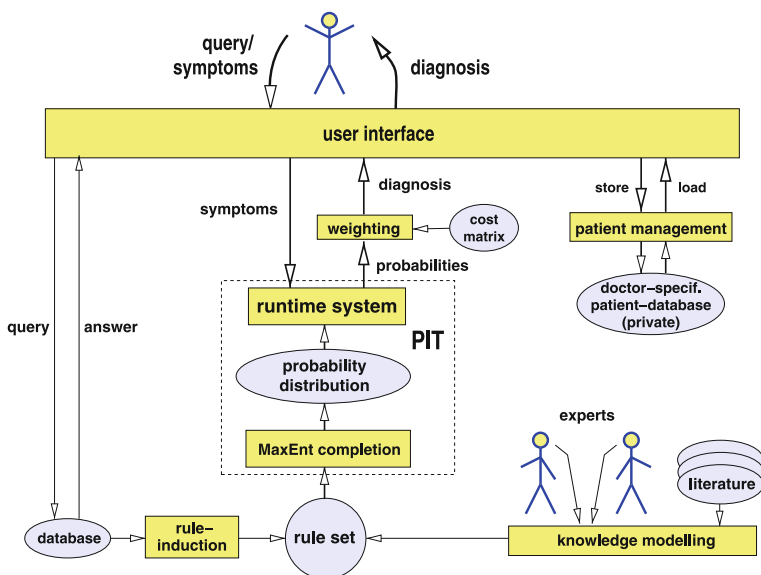 query/
symptoms
diagnosis
user interface
diagnosis
store
load
symptoms
weighting
cost
matrix
patient management
probabilities
doctor–specif.
patient–database
(private)
runtime system
query
answer
PIT
probability
distribution
experts
MaxEnt completion
literature
database
rule–
induction
rule set
knowledge modelling